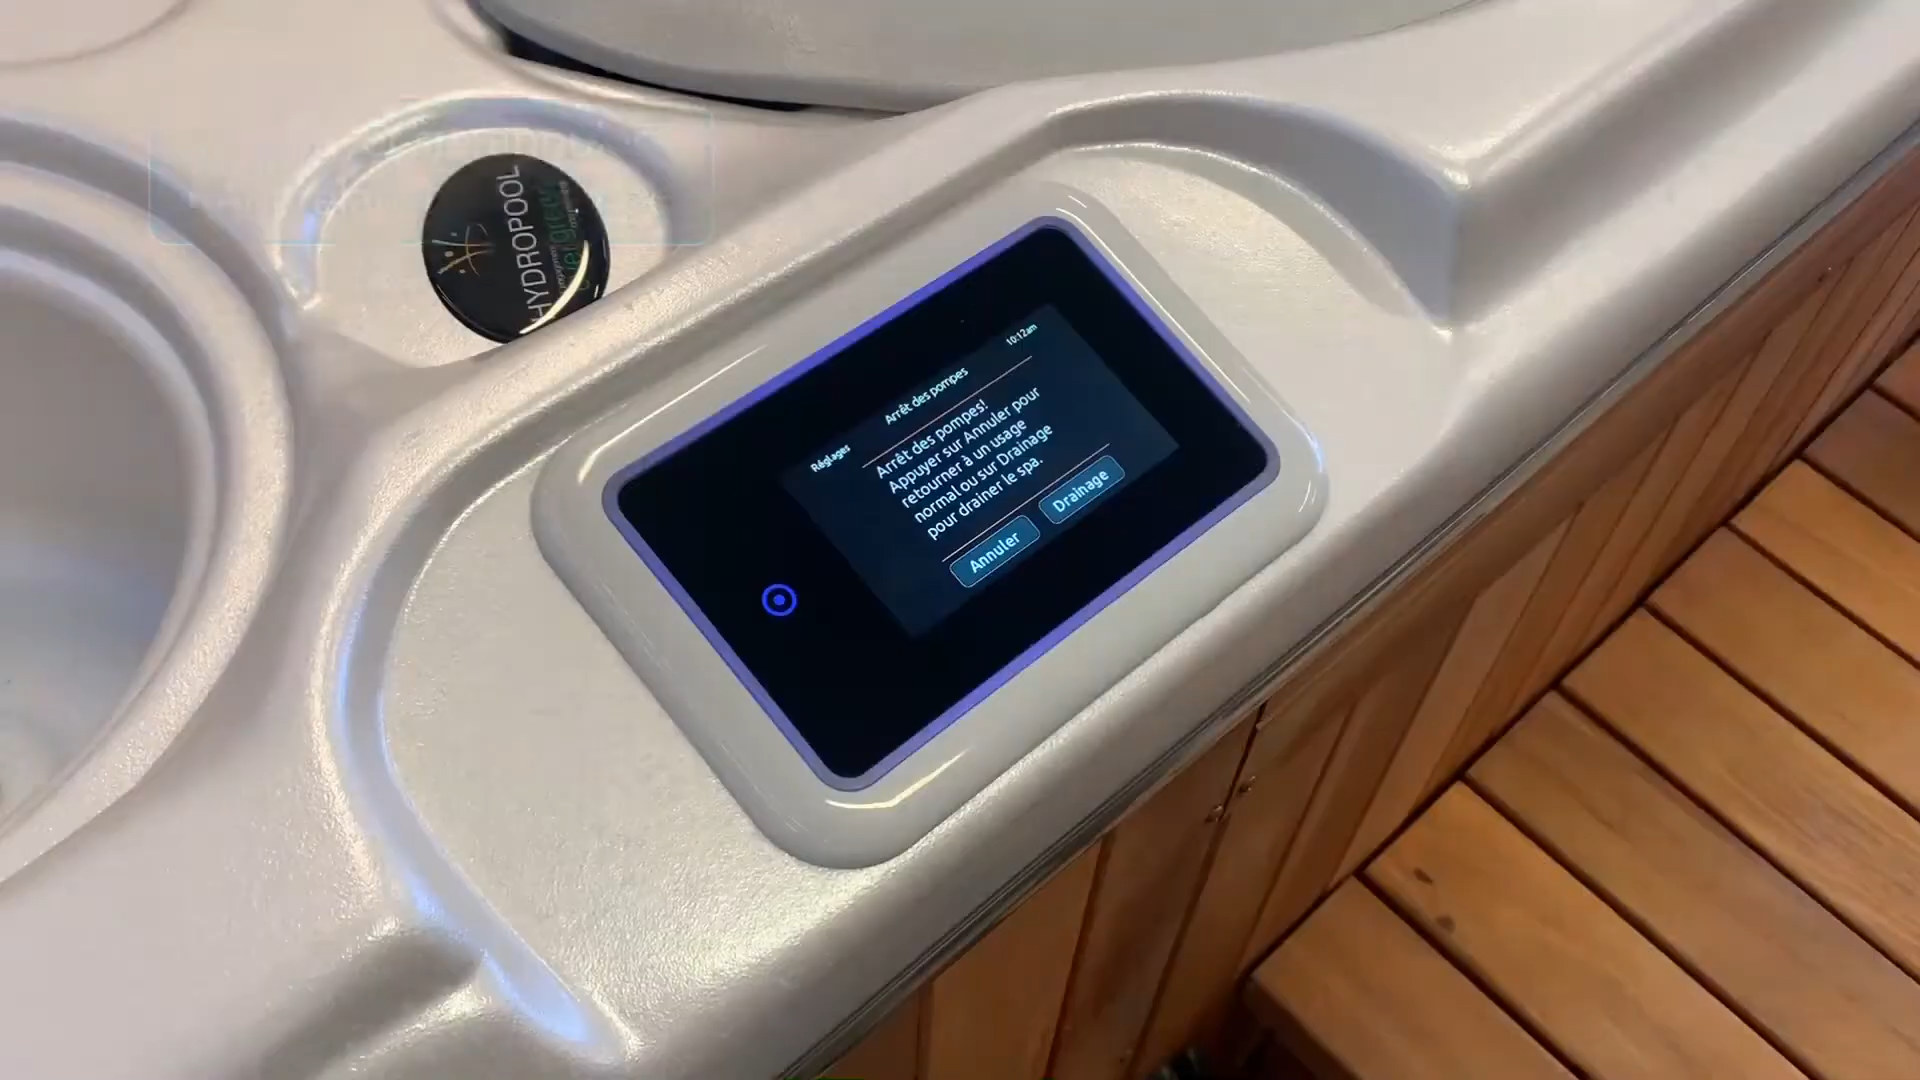 HYDROPOOL
10:12am
Réglages
Arrêt des pompes
Arrêt des pompes!
Appuyer sur Annuler pour
retourner à un usage
normal ou sur Drainage
pour drainer le spa.
Annuler
Drainage